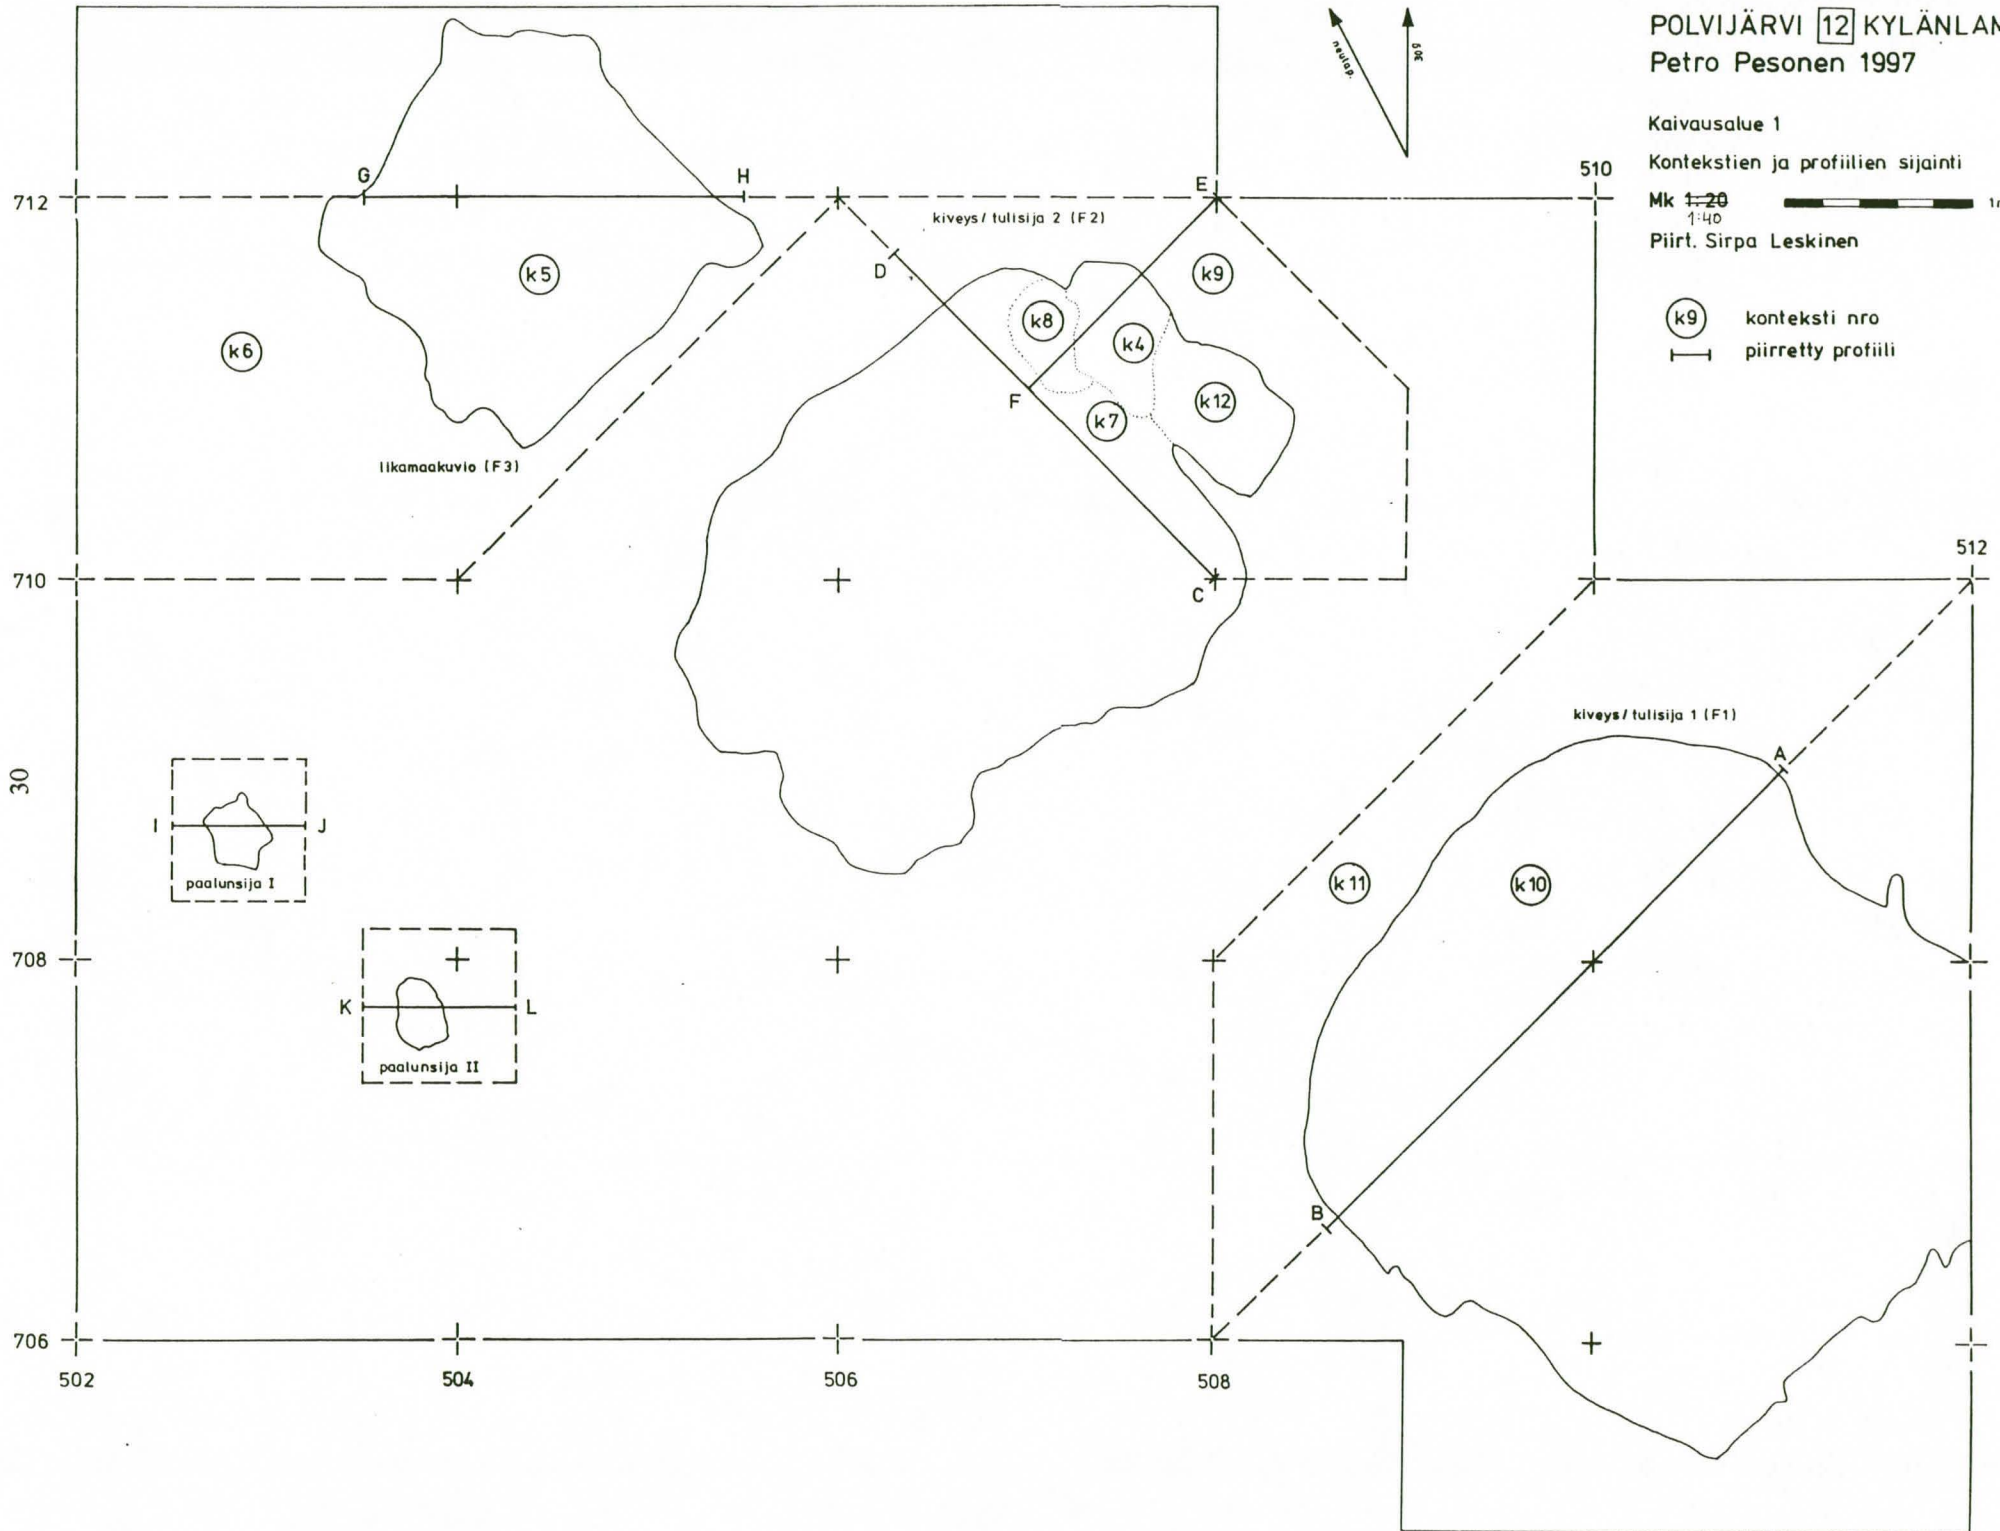 POLVIJÄRVI 12 KYLÄNLAM
Petro Pesonen 1997
Kaivausalue 1
Kontekstien ja profiilien sijainti
Mk 1:20
1:40
Piirt. Sirpa Leskinen
k9 konteksti nro
piirretty profiili
neulap.
510
712
G
H
E
kiveys/tulisija 2 (F2)
D
k5
k9
k8
k4
k6
F
k12
k7
likamaakuvio (F3)
512
710
C
kiveys/tulisija 1 (F1)
A
30
I
J
paalunsija I
k11
k10
708
K
L
paalunsija II
B
706
502
504
506
508